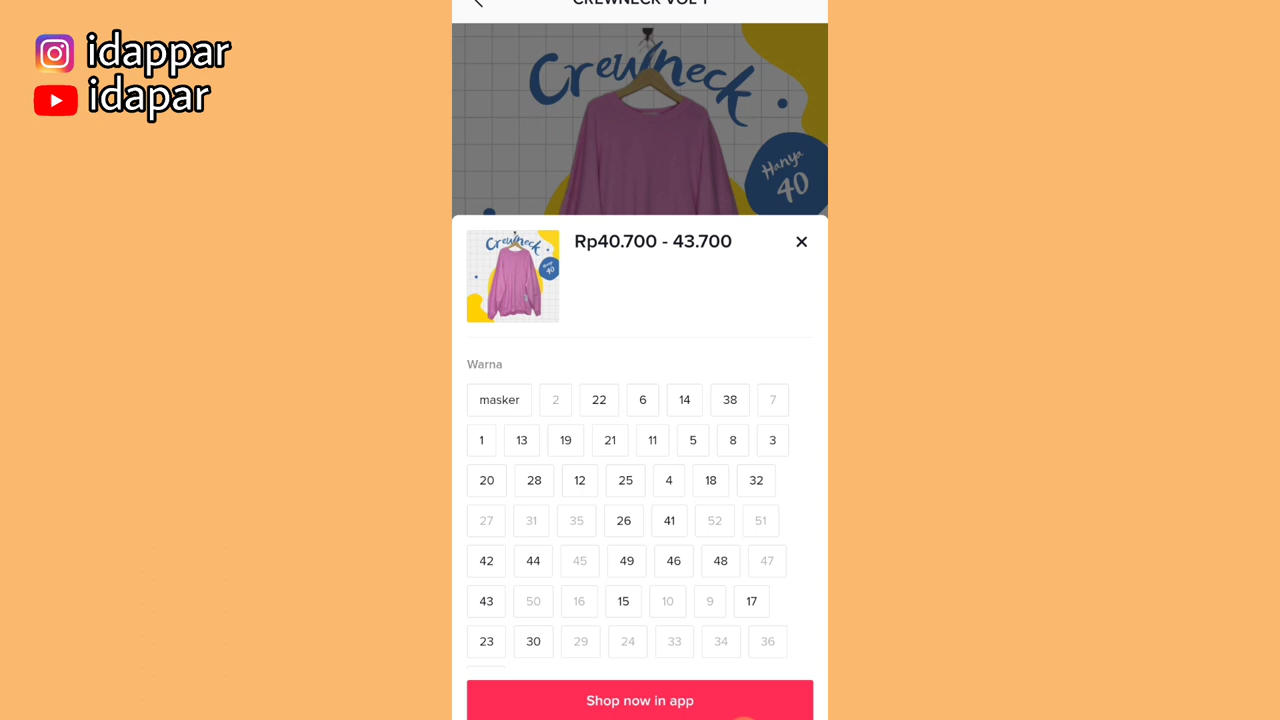 idappar
idapar
CREWNECK VOL 1
Crewneck
Hanya
40
Crewneck
Hanya
40
Rp40.700 - 43.700
Warna
masker 2 22 6 14 38 7
1 13 19 21 11 5 8 3
20 28 12 25 4 18 32
27 31 35 26 41 52 51
42 44 45 49 46 48 47
43 50 16 15 10 9 17
23 30 29 24 33 34 36
Shop now in app